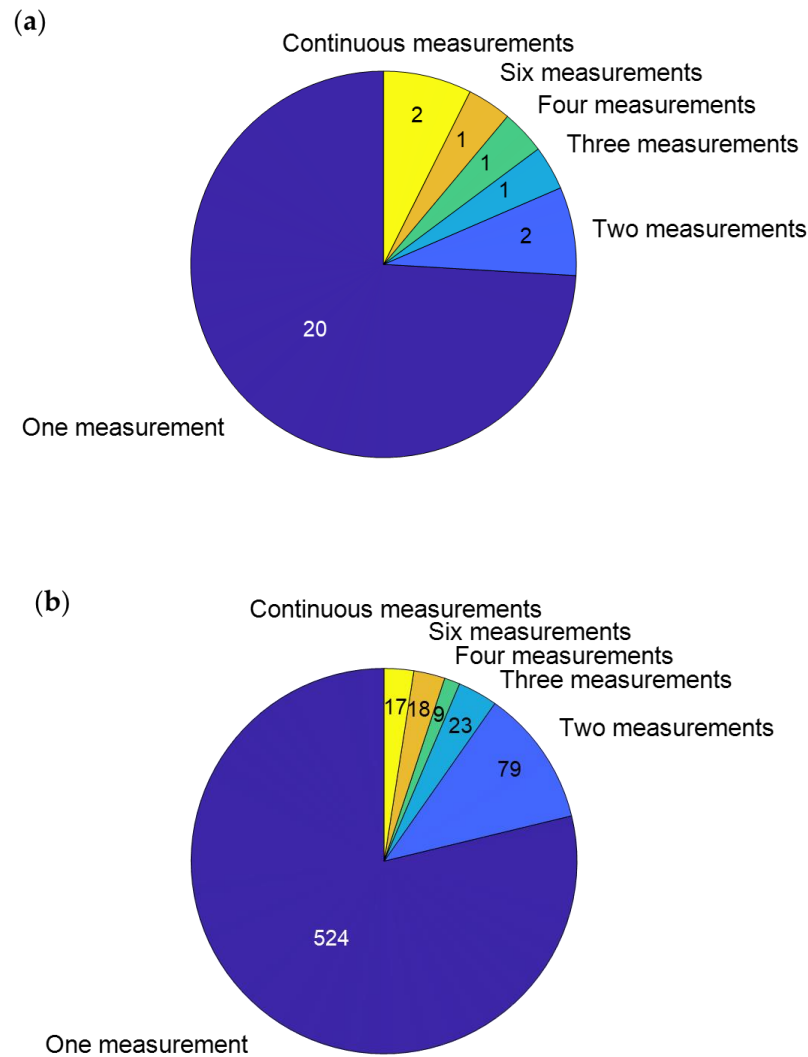 (a)
Continuous measurements
Six measurements
Four measurements
Three measurements
Two measurements
2
1
1
1
2
20
One measurement
(b)
Continuous measurements
Six measurements
Four measurements
Three measurements
Two measurements
17
18
9
23
79
524
One measurement